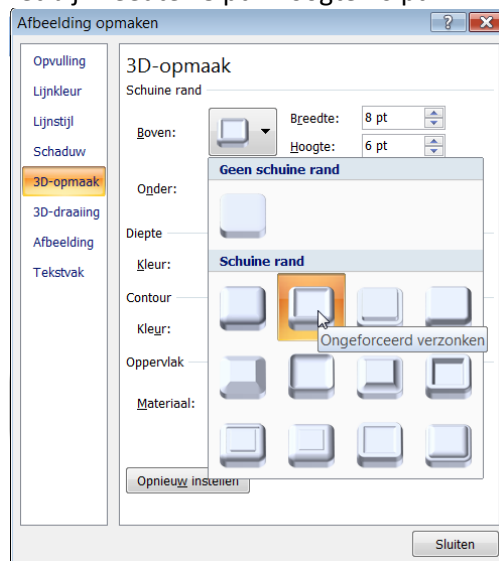 Afbeelding opmaken
Opvulling
Lijnkleur
Lijnstijl
Schaduw
3D-opmaak
3D-draaiing
Afbeelding
Tekstvak
3D-opmaak
Schuine rand
Boven:
Breedte: 8 pt
Hoogte: 6 pt
Onder:
Geen schuine rand
Diepte
Kleur:
Schuine rand
Contour
Kleur:
Ongeforceerd verzonken
Oppervlak
Materiaal:
Opnieuw instellen
Sluiten